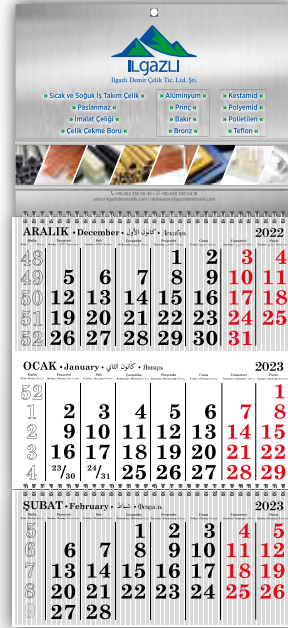 ILgazLI
Ilgazlı Demir Çelik Tic. Ltd. Şti.
» Sıcak ve Soğuk İş Takım Çelik « » Alüminyum « » Kestamid «
» Paslanmaz « » Prinç « » Polyemid «
» İmalat Çeliği « » Bakır « » Polietilen «
» Çelik Çekme Boru « » Bronz « » Teflon «
ARALIK • December • كانون الأول • Декабрь 2022
48 1 2 3 4
49 5 6 7 8 9 10 11
50 12 13 14 15 16 17 18
51 19 20 21 22 23 24 25
52 26 27 28 29 30 31
OCAK • January • كانون الثاني • Январь 2023
52 1
1 2 3 4 5 6 7 8
2 9 10 11 12 13 14 15
3 16 17 18 19 20 21 22
4 23/30 24/31 25 26 27 28 29
ŞUBAT • February • شباط • Февраль 2023
5 1 2 3 4 5
6 6 7 8 9 10 11 12
7 13 14 15 16 17 18 19
8 20 21 22 23 24 25 26
9 27 28